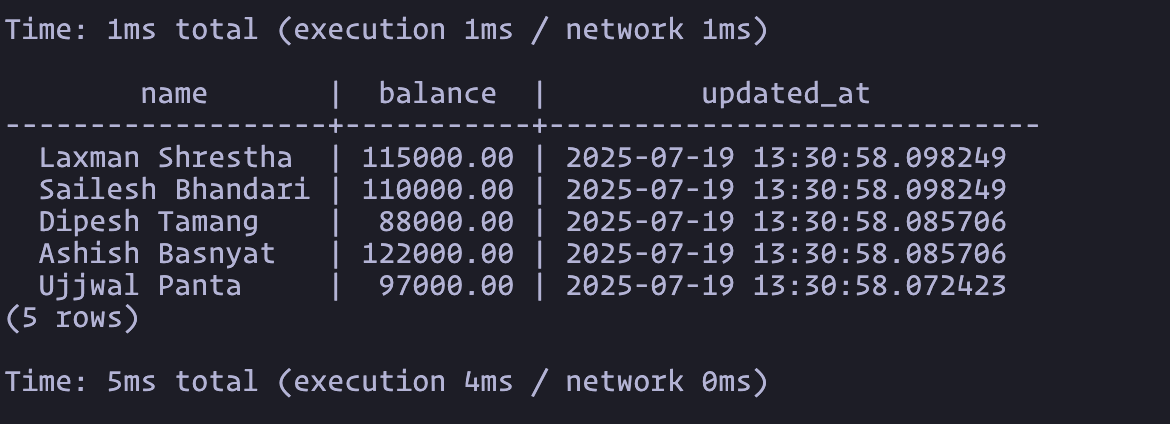 Time: 1ms total (execution 1ms / network 1ms)
        name       |  balance  |         updated_at
-------------------+-----------+-----------------------------
  Laxman Shrestha  | 115000.00 | 2025-07-19 13:30:58.098249
  Sailesh Bhandari | 110000.00 | 2025-07-19 13:30:58.098249
  Dipesh Tamang    |  88000.00 | 2025-07-19 13:30:58.085706
  Ashish Basnyat   | 122000.00 | 2025-07-19 13:30:58.085706
  Ujjwal Panta     |  97000.00 | 2025-07-19 13:30:58.072423
(5 rows)
Time: 5ms total (execution 4ms / network 0ms)